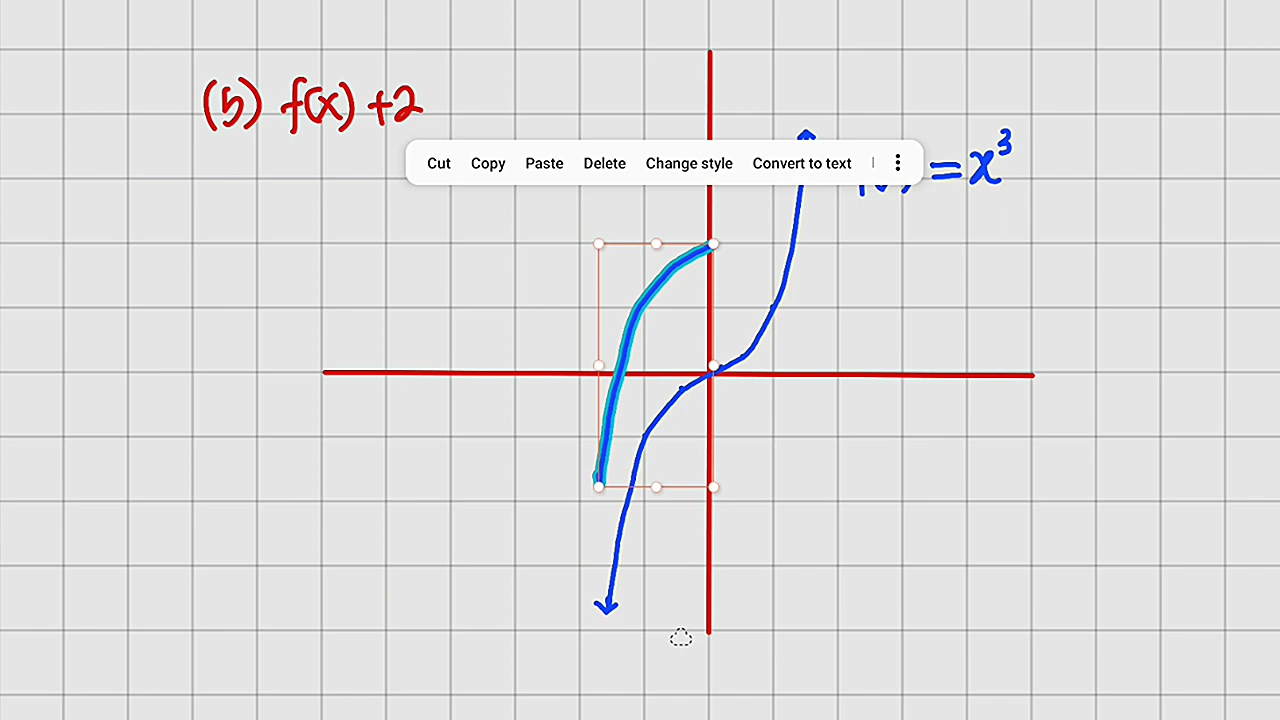 (5) f(x) +2
Cut Copy Paste Delete Change style Convert to text
= x³